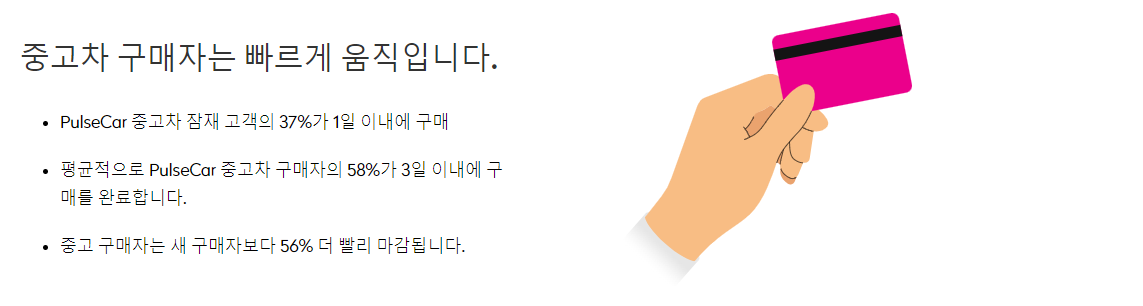 중고차 구매자는 빠르게 움직입니다.
• PulseCar 중고차 잠재 고객의 37%가 1일 이내에 구매
• 평균적으로 PulseCar 중고차 구매자의 58%가 3일 이내에 구
매를 완료합니다.
• 중고 구매자는 새 구매자보다 56% 더 빨리 마감됩니다.